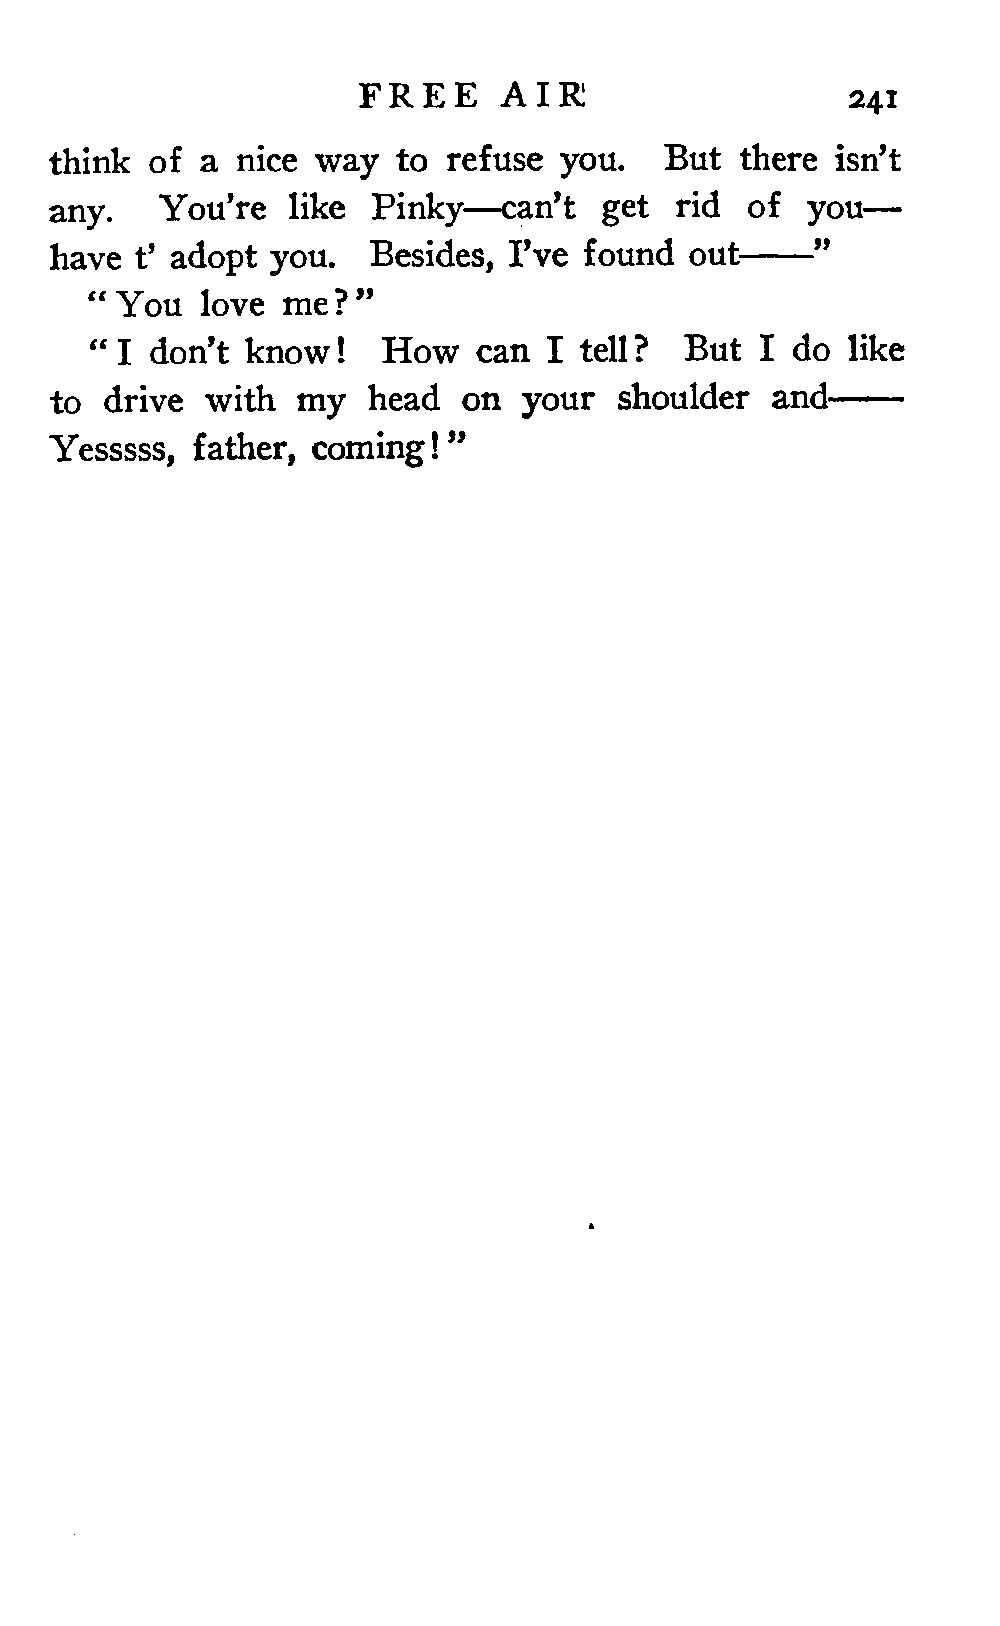 FREE AIR 241
think of a nice way to refuse you. But there isn't
any. You're like Pinky—can't get rid of you—
have t' adopt you. Besides, I've found out——"
"You love me?"
"I don't know! How can I tell? But I do like
to drive with my head on your shoulder and——
Yesssss, father, coming!"